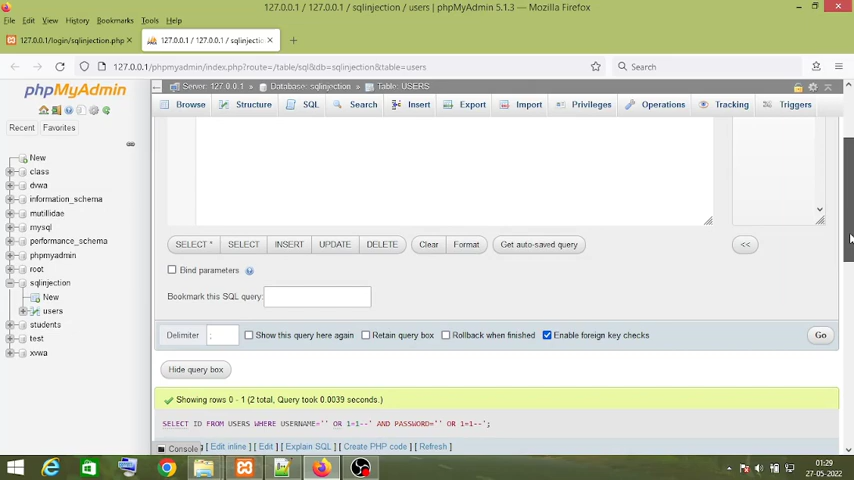 127.0.0.1 / 127.0.0.1 / sqlinjection / users | phpMyAdmin 5.1.3 — Mozilla Firefox
File Edit View History Bookmarks Tools Help
127.0.0.1/login/sqlinjection.php
127.0.0.1 / 127.0.0.1 / sqlinjection
127.0.0.1/phpmyadmin/index.php?route=/table/sql&db=sqlinjection&table=users
Search
phpMyAdmin
Server: 127.0.0.1 » Database: sqlinjection » Table: USERS
Browse Structure SQL Search Insert Export Import Privileges Operations Tracking Triggers
Recent Favorites
New
class
dvwa
information_schema
mutillidae
mysql
performance_schema
phpmyadmin
root
sqlinjection
New
users
students
test
xvwa
SELECT * SELECT INSERT UPDATE DELETE Clear Format Get auto-saved query <<
Bind parameters
Bookmark this SQL query:
Delimiter ; Show this query here again Retain query box Rollback when finished Enable foreign key checks Go
Hide query box
Showing rows 0 - 1 (2 total, Query took 0.0039 seconds.)
SELECT ID FROM USERS WHERE USERNAME='' OR 1=1--' AND PASSWORD='' OR 1=1--';
Console
[ Edit inline ] [ Edit ] [ Explain SQL ] [ Create PHP code ] [ Refresh ]
01:29
27-05-2022